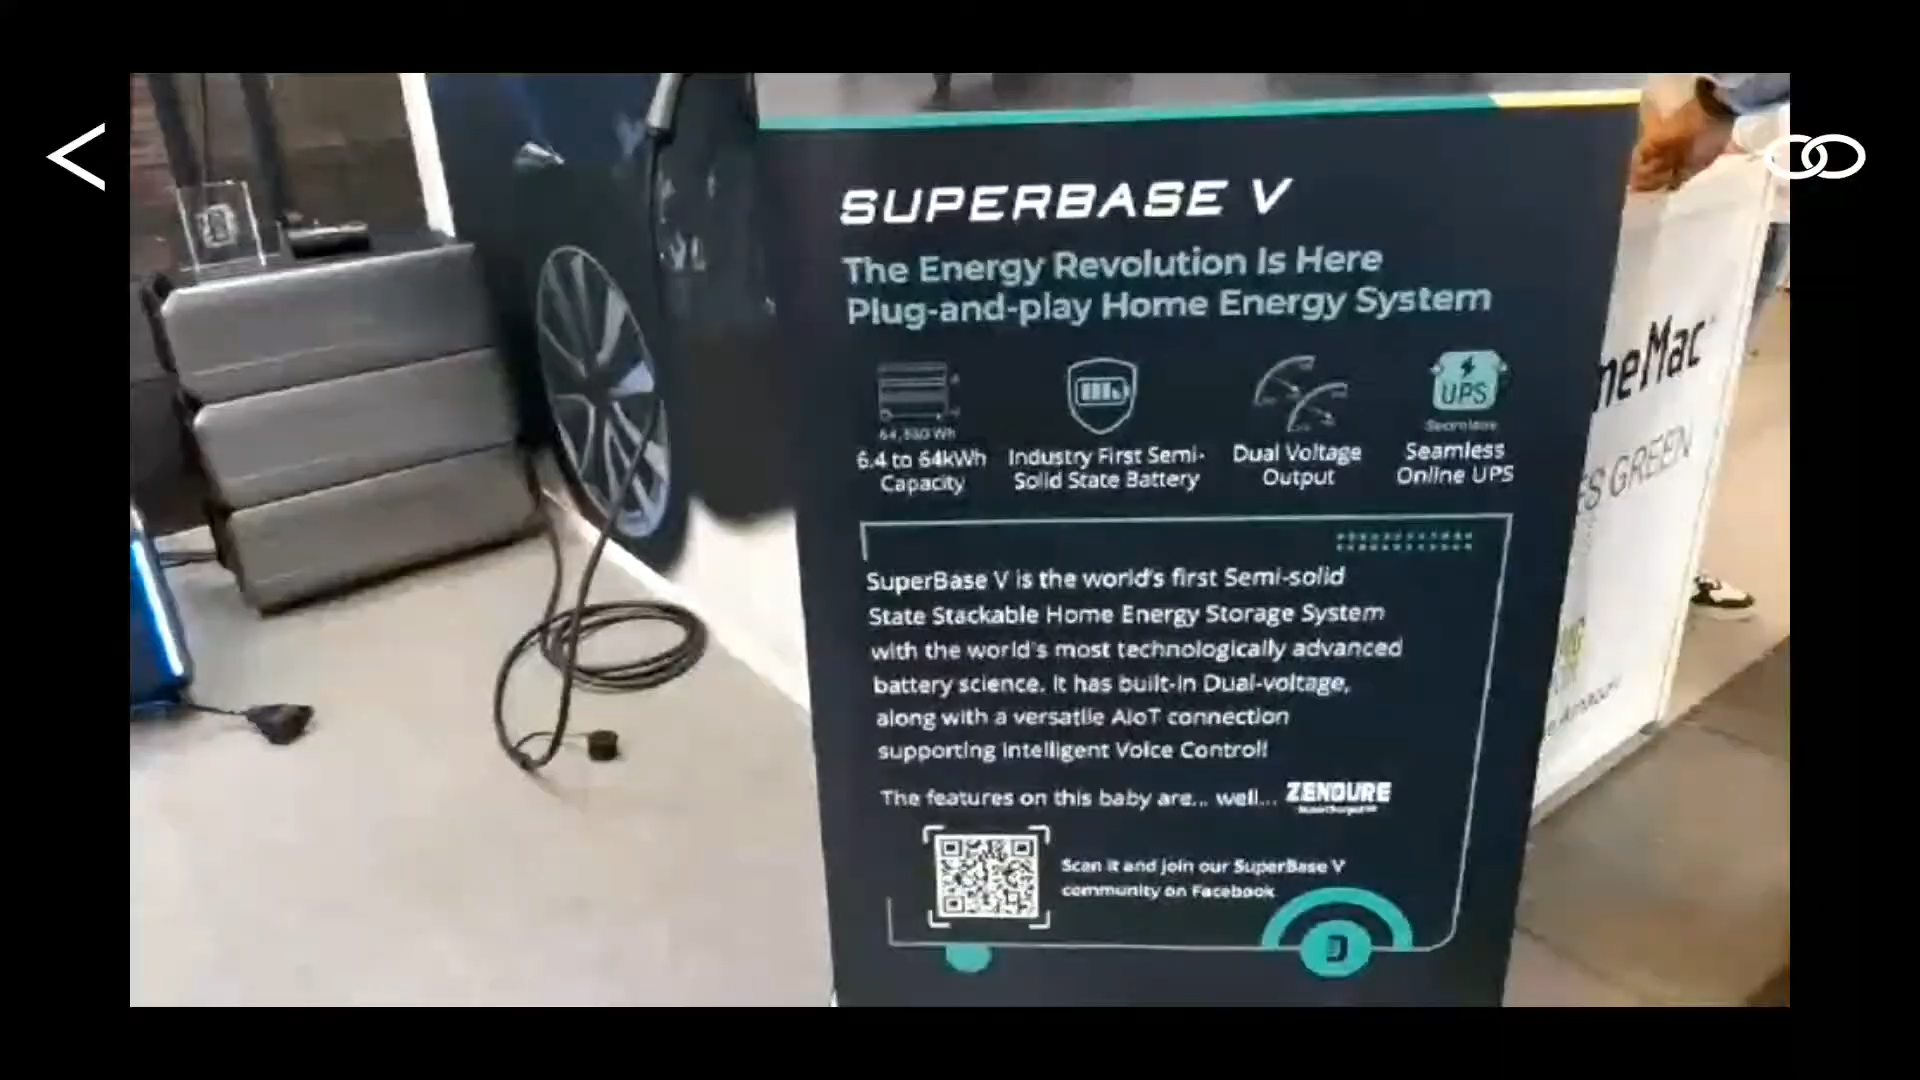 SUPERBASE V
The Energy Revolution Is Here
Plug-and-play Home Energy System
UPS
Seamless
6.4 to 64kWh
Capacity
Industry First Semi-
Solid State Battery
Dual Voltage
Output
Seamless
Online UPS
SuperBase V is the world's first Semi-solid
State Stackable Home Energy Storage System
with the world's most technologically advanced
battery science. It has built-in Dual-voltage,
along with a versatile AIoT connection
supporting Intelligent Voice Control!
The features on this baby are... well... ZENDURE
Scan it and join our SuperBase V
community on Facebook
neMac
ES GREEN